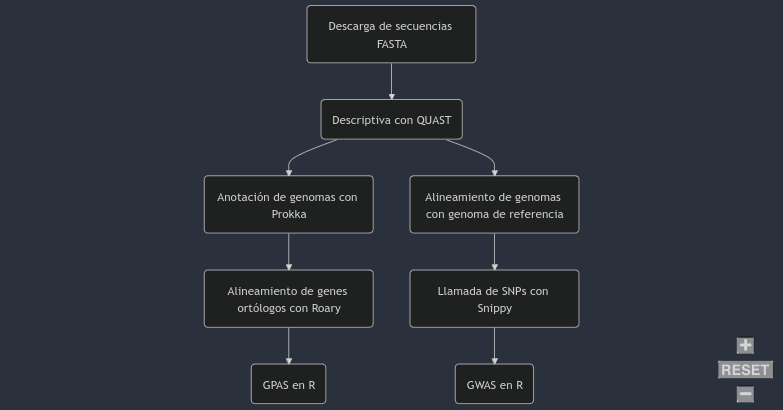 Descarga de secuencias
FASTA
Descriptiva con QUAST
Anotación de genomas con
Prokka
Alineamiento de genomas
con genoma de referencia
Alineamiento de genes
ortólogos con Roary
Llamada de SNPs con
Snippy
GPAS en R
GWAS en R
+
RESET
−